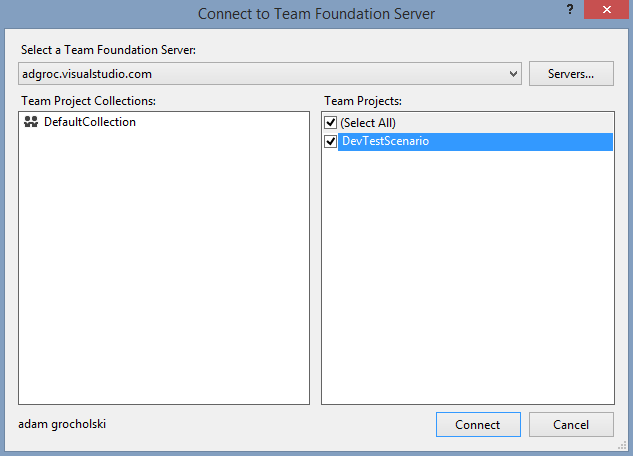 Connect to Team Foundation Server
?
Select a Team Foundation Server:
adgroc.visualstudio.com
Servers...
Team Project Collections:
DefaultCollection
Team Projects:
(Select All)
DevTestScenario
adam grocholski
Connect
Cancel